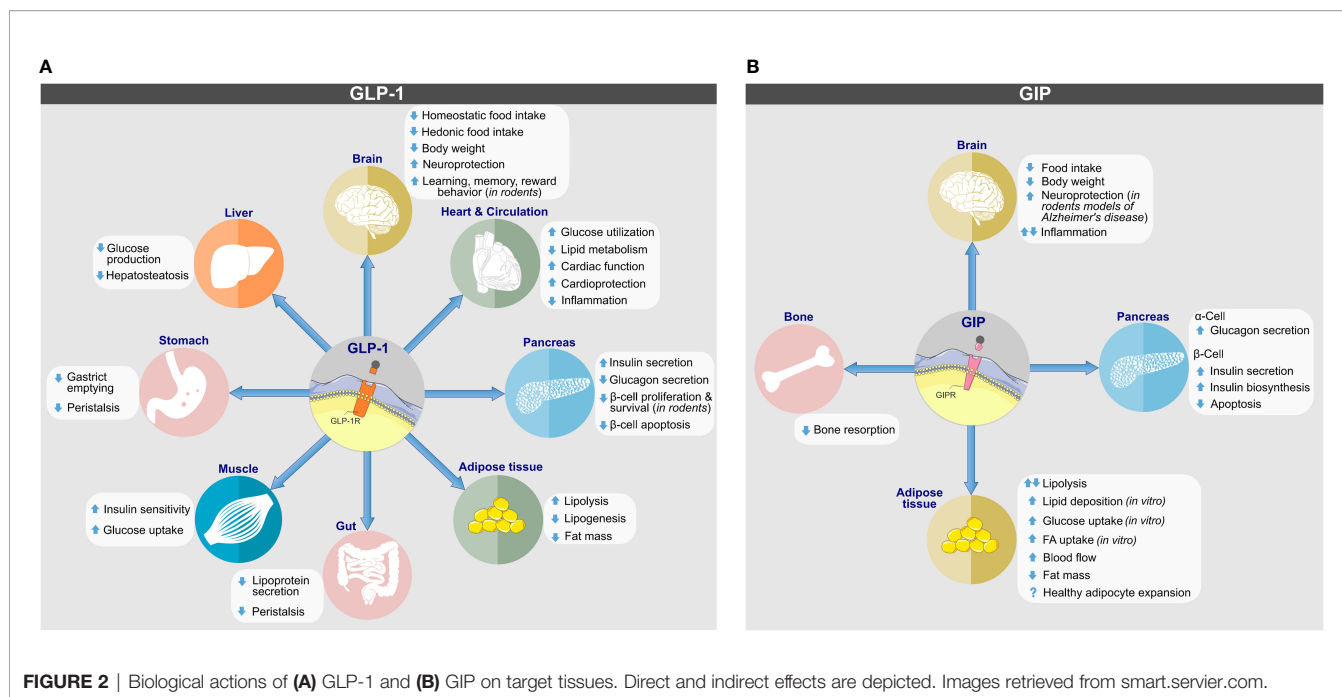 A
GLP-1
Brain
Homeostatic food intake
Hedonic food intake
Body weight
Neuroprotection
Learning, memory, reward
behavior (in rodents)
Liver
Glucose
production
Hepatosteatosis
Heart & Circulation
Glucose utilization
Lipid metabolism
Cardiac function
Cardioprotection
Inflammation
Stomach
Gastrict
emptying
Peristalsis
GLP-1
GLP-1R
Pancreas
Insulin secretion
Glucagon secretion
β-cell proliferation &
survival (in rodents)
β-cell apoptosis
Muscle
Insulin sensitivity
Glucose uptake
Gut
Lipoprotein
secretion
Peristalsis
Adipose tissue
Lipolysis
Lipogenesis
Fat mass
B
GIP
Brain
Food intake
Body weight
Neuroprotection (in
rodents models of
Alzheimer's disease)
Inflammation
Bone
Bone resorption
GIP
GIPR
Pancreas
α-Cell
Glucagon secretion
β-Cell
Insulin secretion
Insulin biosynthesis
Apoptosis
Adipose
tissue
Lipolysis
Lipid deposition (in vitro)
Glucose uptake (in vitro)
FA uptake (in vitro)
Blood flow
Fat mass
? Healthy adipocyte expansion
FIGURE 2 | Biological actions of (A) GLP-1 and (B) GIP on target tissues. Direct and indirect effects are depicted. Images retrieved from smart.servier.com.